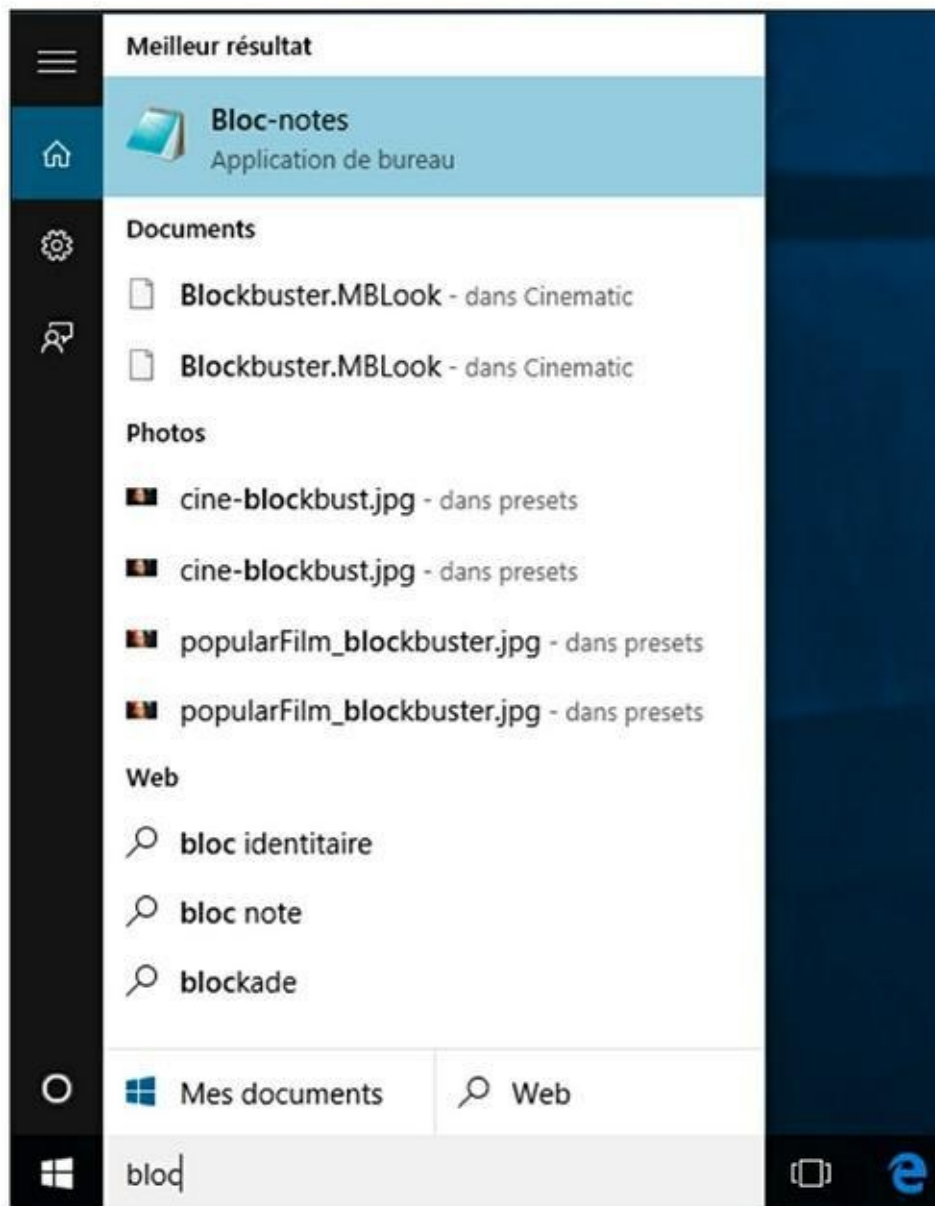 Meilleur résultat
Bloc-notes
Application de bureau
Documents
Blockbuster.MBLook - dans Cinematic
Blockbuster.MBLook - dans Cinematic
Photos
cine-blockbust.jpg - dans presets
cine-blockbust.jpg - dans presets
popularFilm_blockbuster.jpg - dans presets
popularFilm_blockbuster.jpg - dans presets
Web
bloc identitaire
bloc note
blockade
Mes documents
Web
bloc